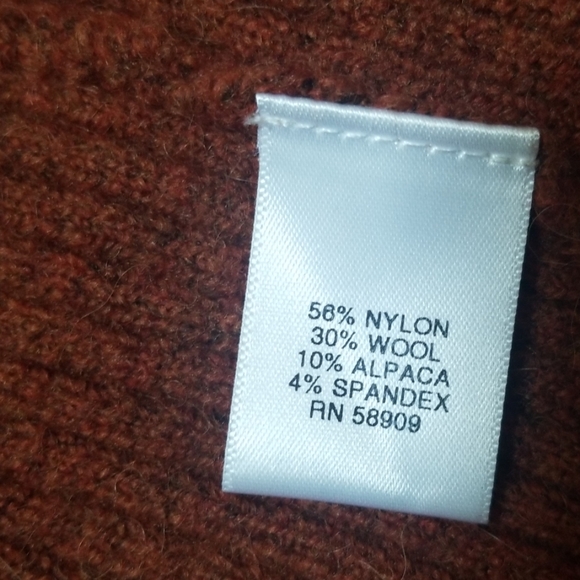 56% NYLON
30% WOOL
10% ALPACA
4% SPANDEX
RN 58909